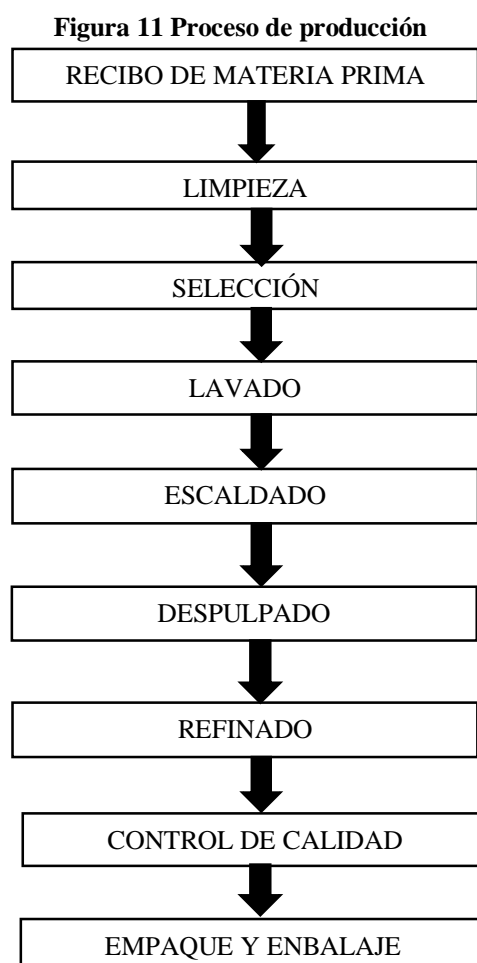 Figura 11 Proceso de producción
RECIBO DE MATERIA PRIMA
LIMPIEZA
SELECCIÓN
LAVADO
ESCALDADO
DESPULPADO
REFINADO
CONTROL DE CALIDAD
EMPAQUE Y ENBALAJE